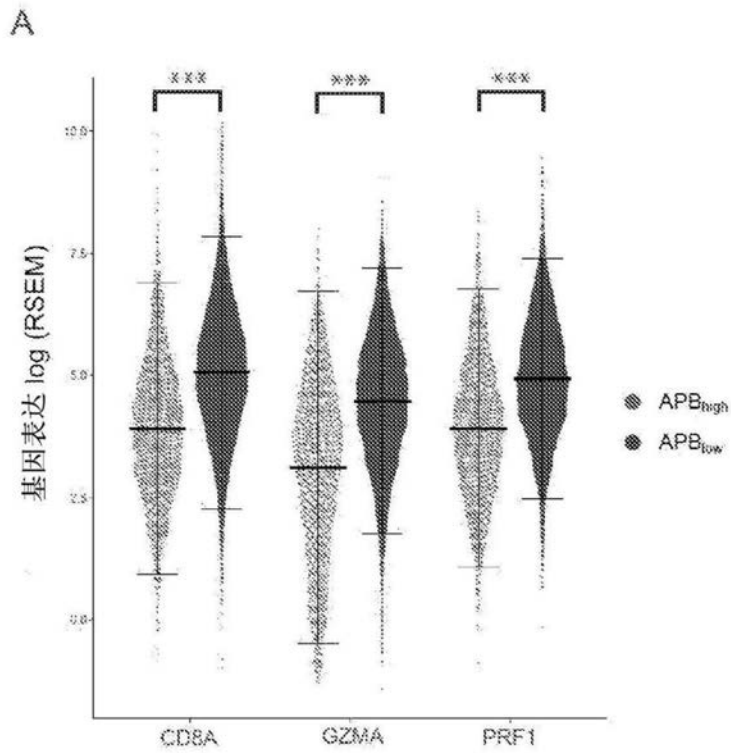 A
*** *** ***
10.0
7.5
5.0
2.5
0.0
基因表达 log (RSEM)
APBhigh
APBlow
CD8A GZMA PRF1